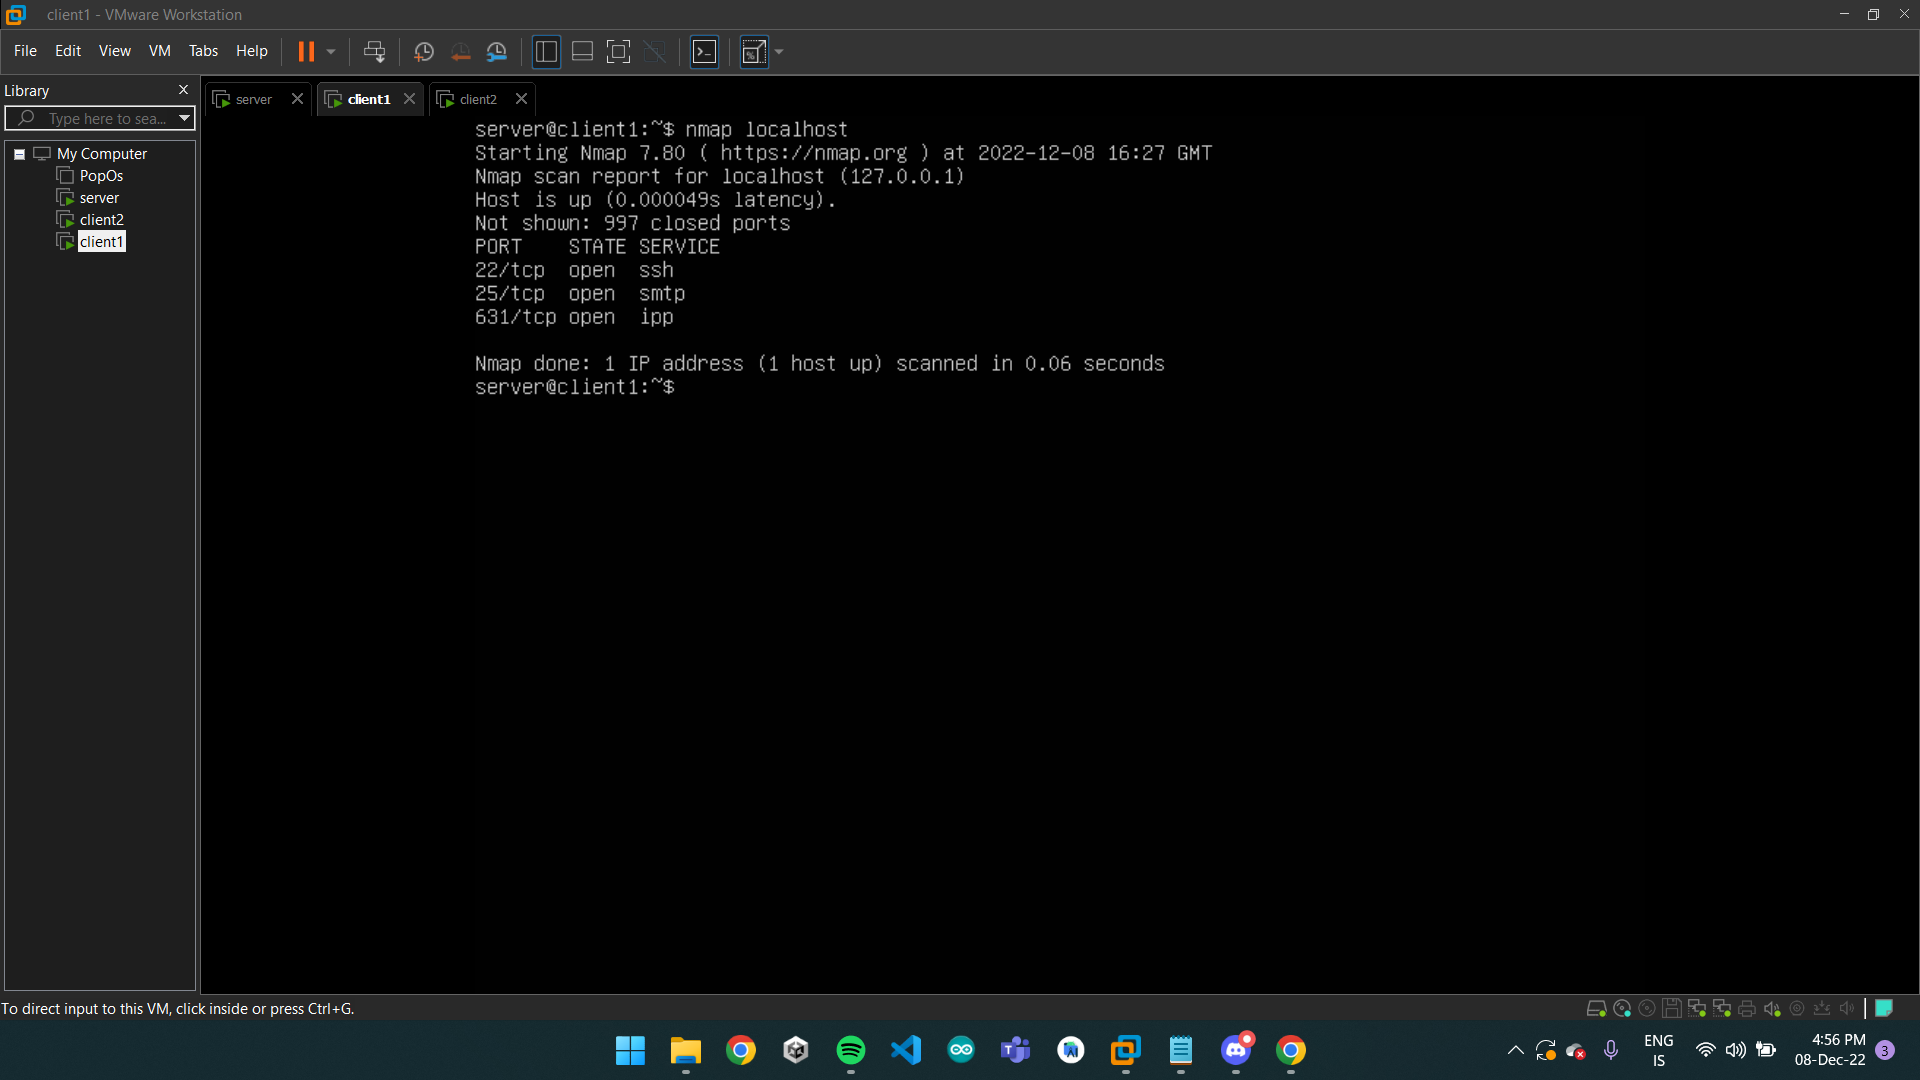 client1 - VMware Workstation
File Edit View VM Tabs Help
Library
Type here to sea...
My Computer
PopOs
server
client2
client1
server client1 client2
server@client1:~$ nmap localhost
Starting Nmap 7.80 ( https://nmap.org ) at 2022-12-08 16:27 GMT
Nmap scan report for localhost (127.0.0.1)
Host is up (0.000049s latency).
Not shown: 997 closed ports
PORT    STATE SERVICE
22/tcp  open  ssh
25/tcp  open  smtp
631/tcp open  ipp
Nmap done: 1 IP address (1 host up) scanned in 0.06 seconds
server@client1:~$
To direct input to this VM, click inside or press Ctrl+G.
ENG
IS
4:56 PM
08-Dec-22
3